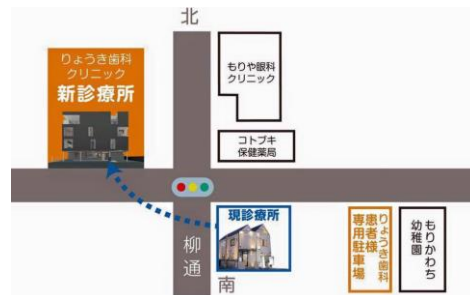 北
りょうき歯科
クリニック
新診療所
もりや眼科
クリニック
コトブキ
保健薬局
現診療所
柳通
南
りょうき歯科
患者様
専用駐車場
もりかわち
幼稚園